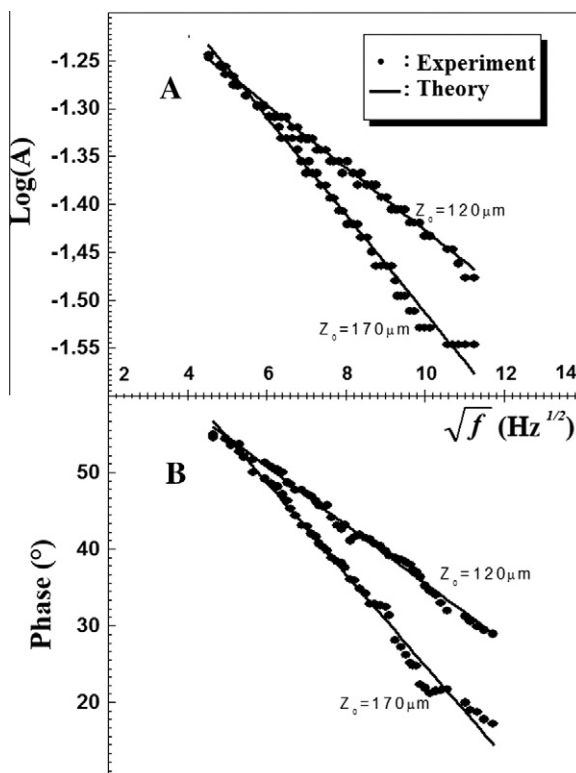 A
• : Experiment
— : Theory
Log(A)
-1.25
-1.30
-1.35
-1.40
-1.45
-1.50
-1.55
Z₀=120µm
Z₀=170µm
2 4 6 8 10 12 14
√f (Hz^1/2)
B
Phase (°)
50
40
30
20
Z₀=120µm
Z₀=170µm